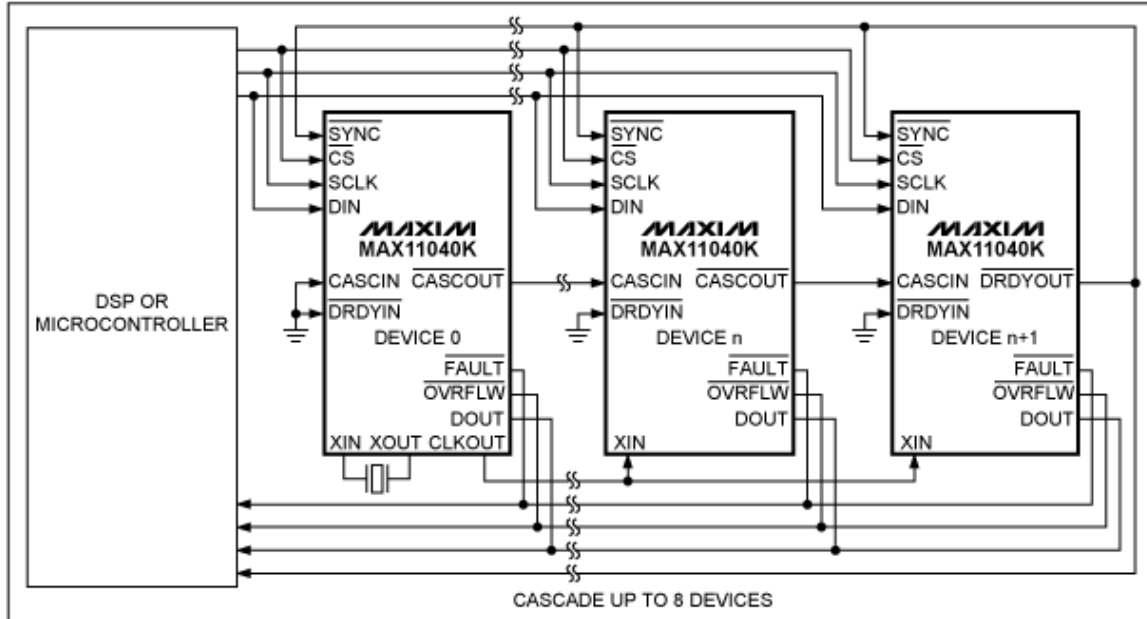 DSP OR
MICROCONTROLLER
SYNC
CS
SCLK
DIN
MAXIM
MAX11040K
CASCIN CASCOUT
DRDYIN
DEVICE 0
FAULT
OVRFLW
DOUT
XIN XOUT CLKOUT
SYNC
CS
SCLK
DIN
MAXIM
MAX11040K
CASCIN CASCOUT
DRDYIN
DEVICE n
FAULT
OVRFLW
DOUT
XIN
SYNC
CS
SCLK
DIN
MAXIM
MAX11040K
CASCIN DRDYOUT
DRDYIN
DEVICE n+1
FAULT
OVRFLW
DOUT
XIN
CASCADE UP TO 8 DEVICES